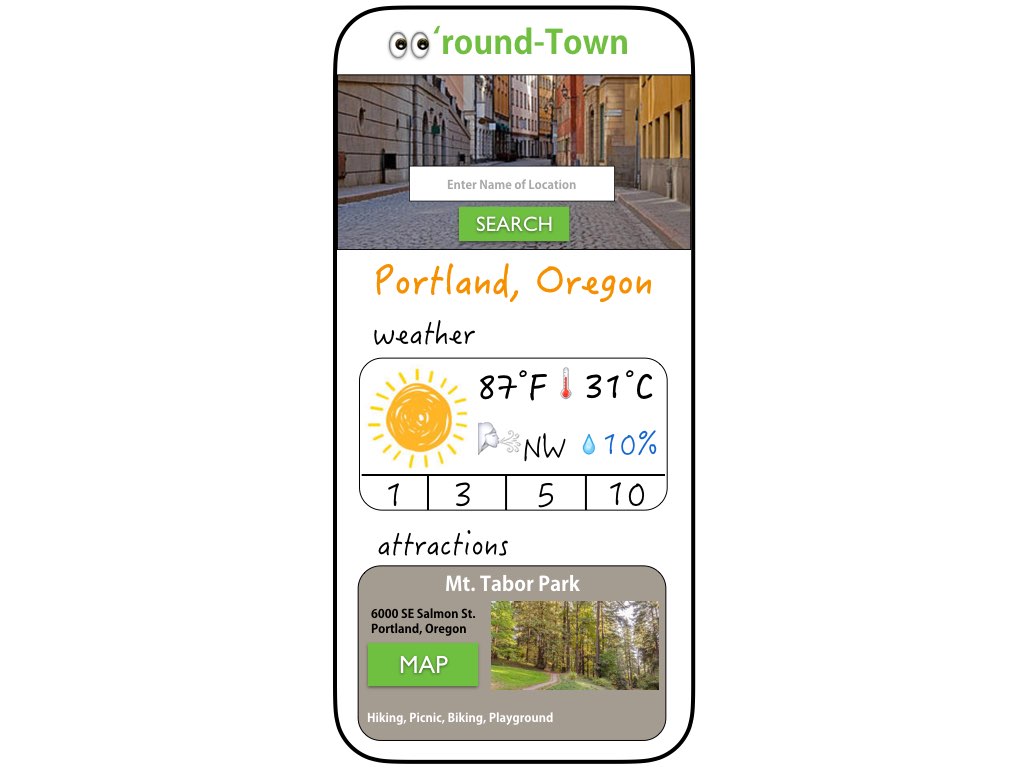 ‘round-Town
Enter Name of Location
SEARCH
Portland, Oregon
weather
87°F 31°C
NW 10%
1 3 5 10
attractions
Mt. Tabor Park
6000 SE Salmon St.
Portland, Oregon
MAP
Hiking, Picnic, Biking, Playground